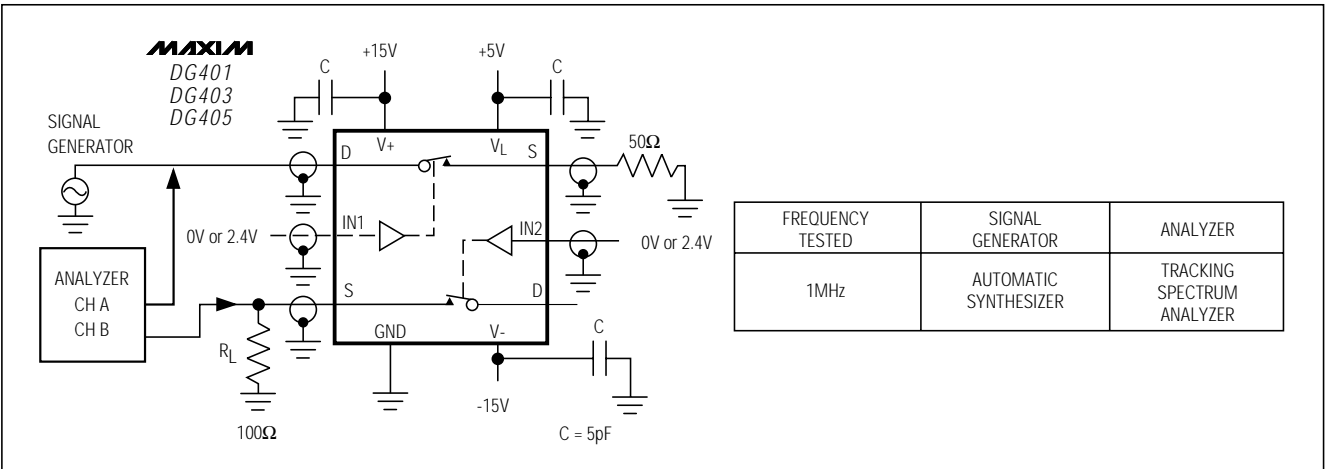 MAXIM
DG401
DG403
DG405
+15V
+5V
C
C
SIGNAL
GENERATOR
V+
VL
D
S
50Ω
IN1
IN2
0V or 2.4V
0V or 2.4V
ANALYZER
CH A
CH B
S
D
GND
V-
C
RL
-15V
100Ω
C = 5pF
FREQUENCY
TESTED
SIGNAL
GENERATOR
ANALYZER
1MHz
AUTOMATIC
SYNTHESIZER
TRACKING
SPECTRUM
ANALYZER